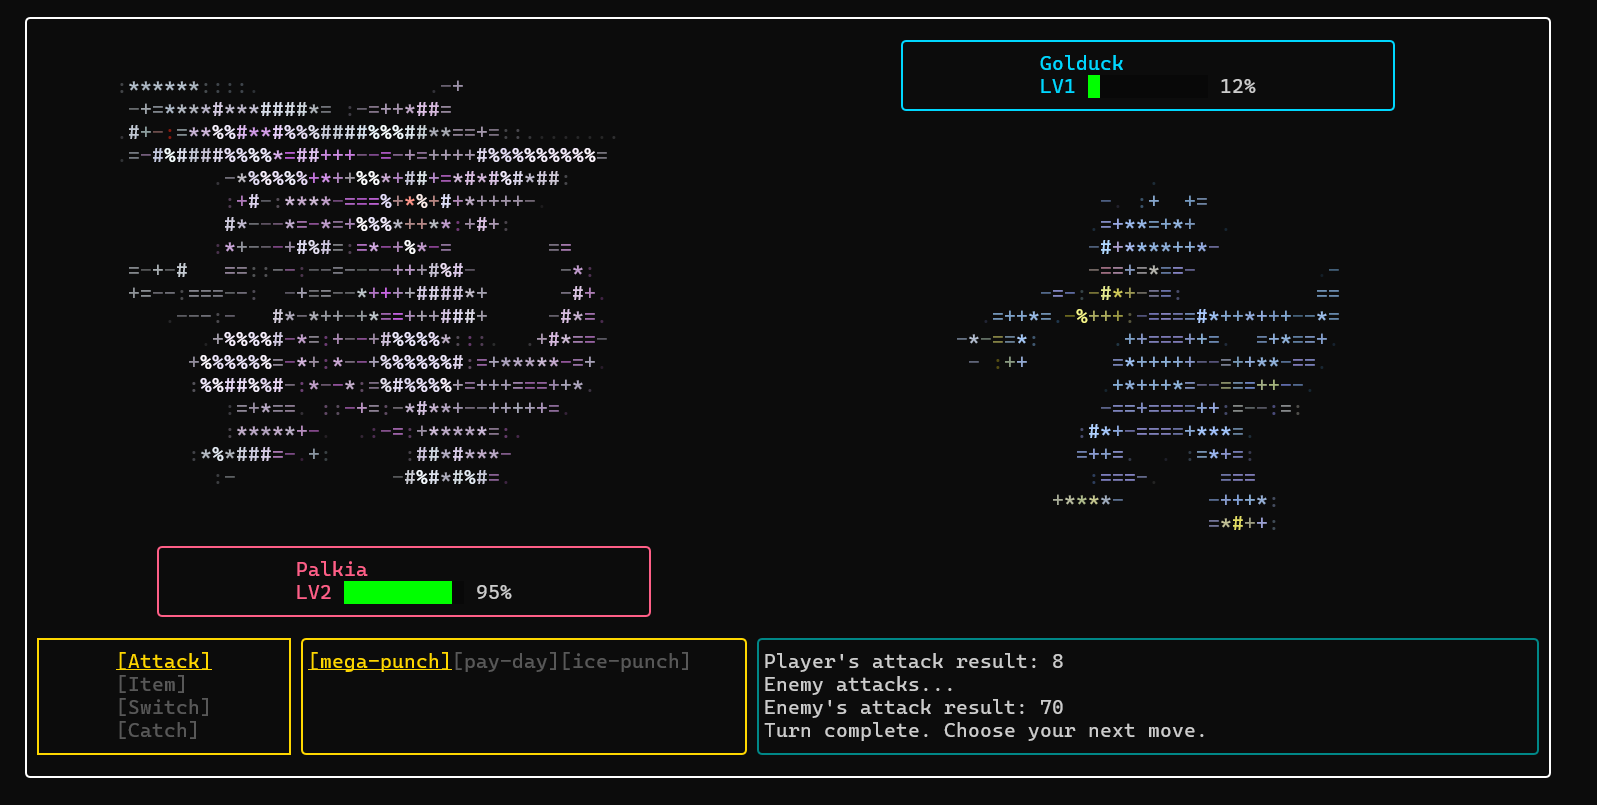 Golduck
LV1 12%
Palkia
LV2 95%
[Attack]
[Item]
[Switch]
[Catch]
[mega-punch][pay-day][ice-punch]
Player's attack result: 8
Enemy attacks...
Enemy's attack result: 70
Turn complete. Choose your next move.